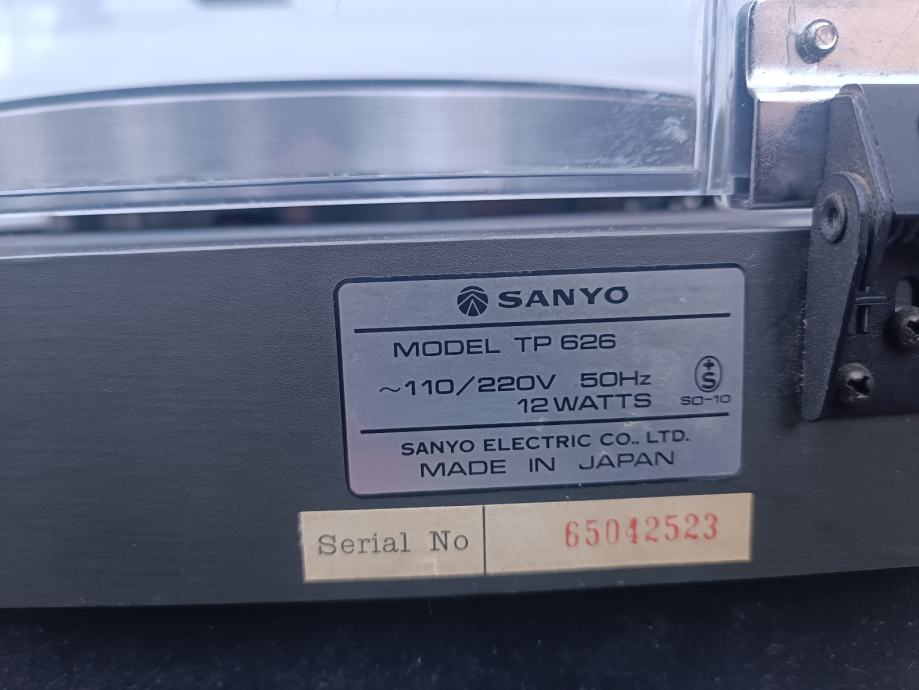 SANYO
MODEL TP 626
~110/220V 50Hz
12 WATTS
+S
SO-10
SANYO ELECTRIC CO., LTD.
MADE IN JAPAN
Serial No 65042523